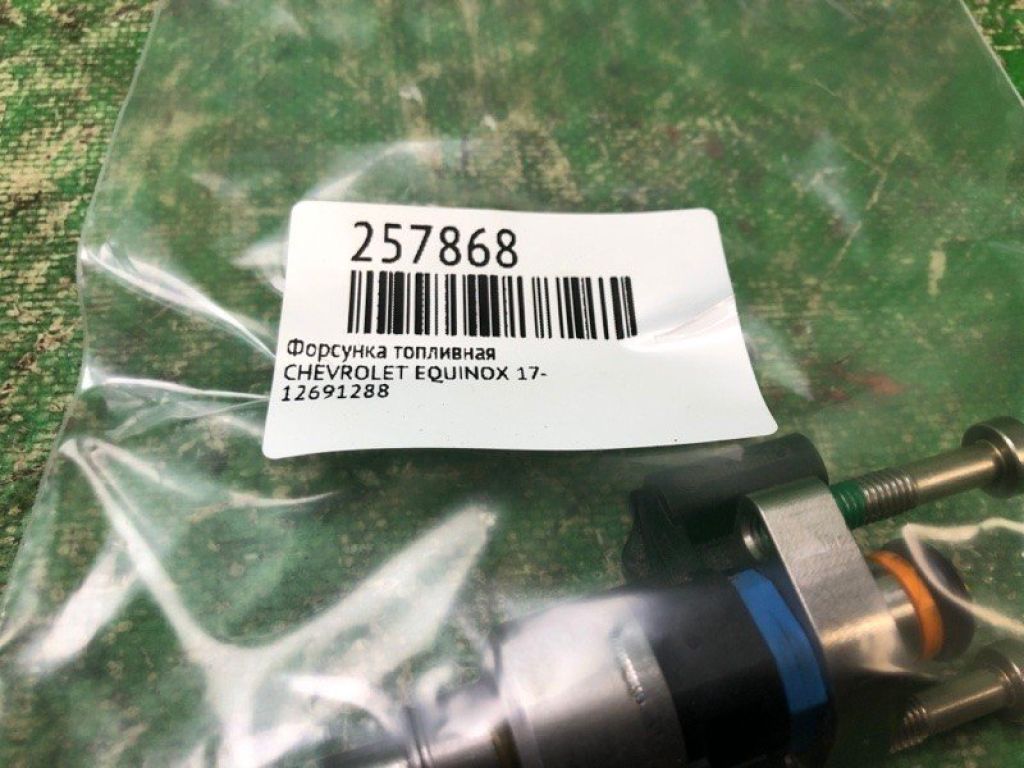 257868
Форсунка топливная
CHEVROLET EQUINOX 17-
12691288